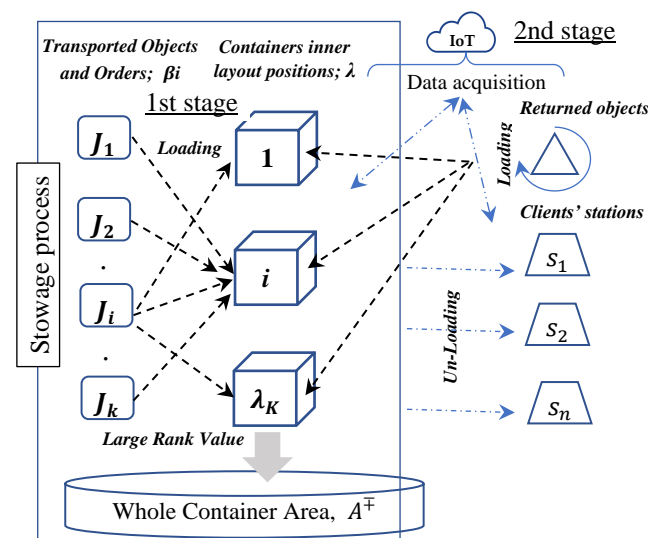 IoT
2nd stage
Transported Objects
and Orders; βi
Containers inner
layout positions; λ
Data acquisition
1st stage
Returned objects
J₁
Loading
1
Loading
Stowage process
J₂
Clients' stations
.
i
s₁
Jᵢ
Un-Loading
s₂
.
Jₖ
λ_K
sₙ
Large Rank Value
Whole Container Area, A^∓